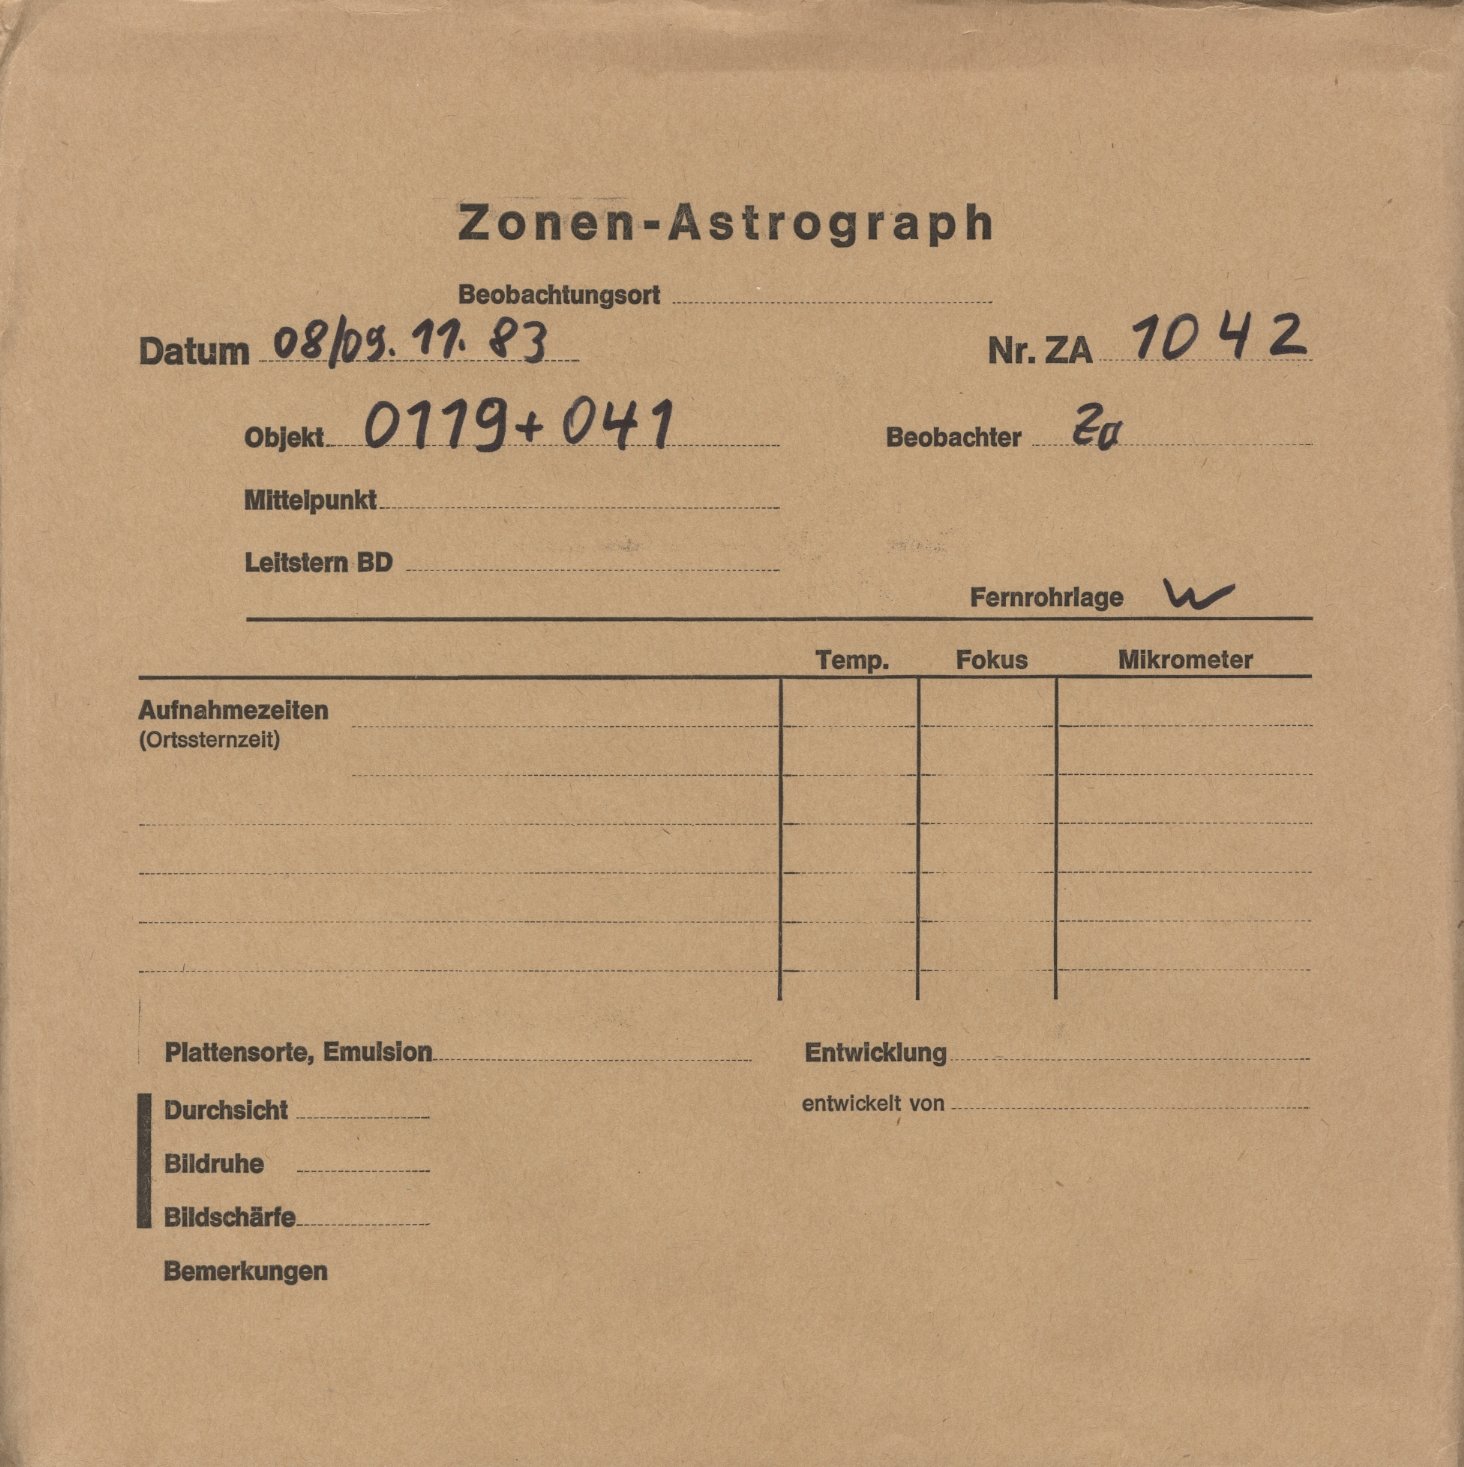 Zonen-Astrograph
Beobachtungsort
Datum 08/09. 11. 83 Nr. ZA 1042
Objekt 0119+041 Beobachter Za
Mittelpunkt
Leitstern BD
Fernrohrlage W
Temp. Fokus Mikrometer
Aufnahmezeiten
(Ortssternzeit)
Plattensorte, Emulsion Entwicklung
Durchsicht entwickelt von
Bildruhe
Bildschärfe
Bemerkungen